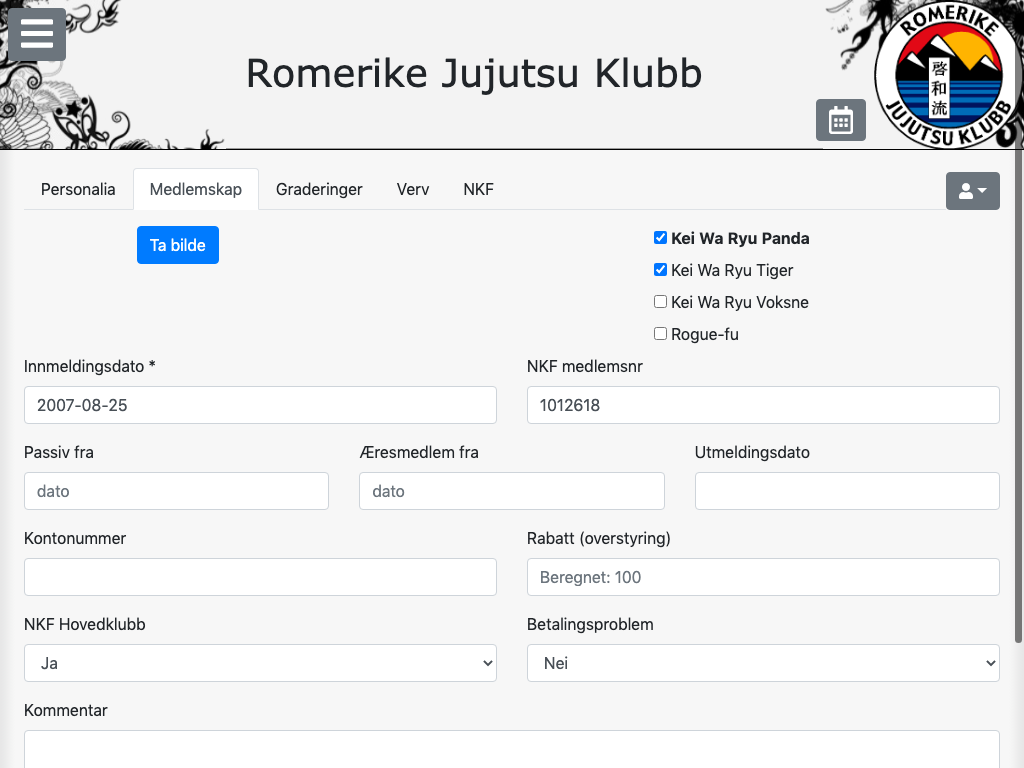 Romerike Jujutsu Klubb
ROMERIKE
啓和流
JUJUTSU KLUBB
Personalia
Medlemskap
Graderinger
Verv
NKF
Ta bilde
Kei Wa Ryu Panda
Kei Wa Ryu Tiger
Kei Wa Ryu Voksne
Rogue-fu
Innmeldingsdato *
NKF medlemsnr
2007-08-25
1012618
Passiv fra
Æresmedlem fra
Utmeldingsdato
dato
dato
Kontonummer
Rabatt (overstyring)
Beregnet: 100
NKF Hovedklubb
Betalingsproblem
Ja
Nei
Kommentar